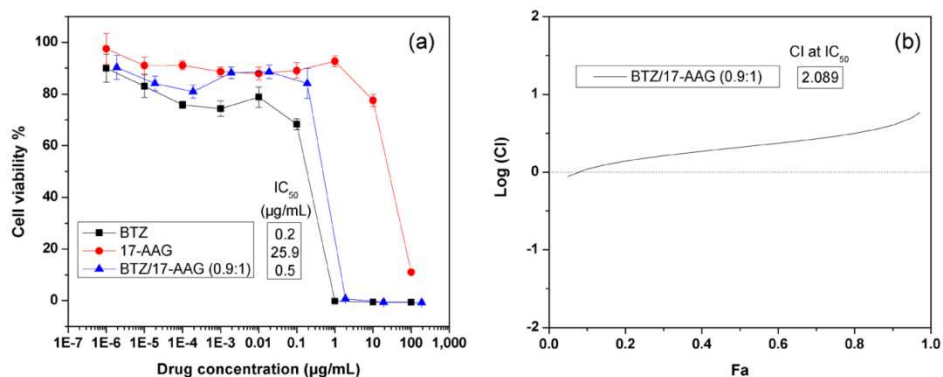 (a)
Cell viability %
100
80
60
40
20
0
IC50
(µg/mL)
BTZ 0.2
17-AAG 25.9
BTZ/17-AAG (0.9:1) 0.5
1E-7 1E-6 1E-5 1E-4 1E-3 0.01 0.1 1 10 100 1,000
Drug concentration (µg/mL)
(b)
Log (CI)
2
1
0
-1
-2
CI at IC50
BTZ/17-AAG (0.9:1) 2.089
0.0 0.2 0.4 0.6 0.8 1.0
Fa